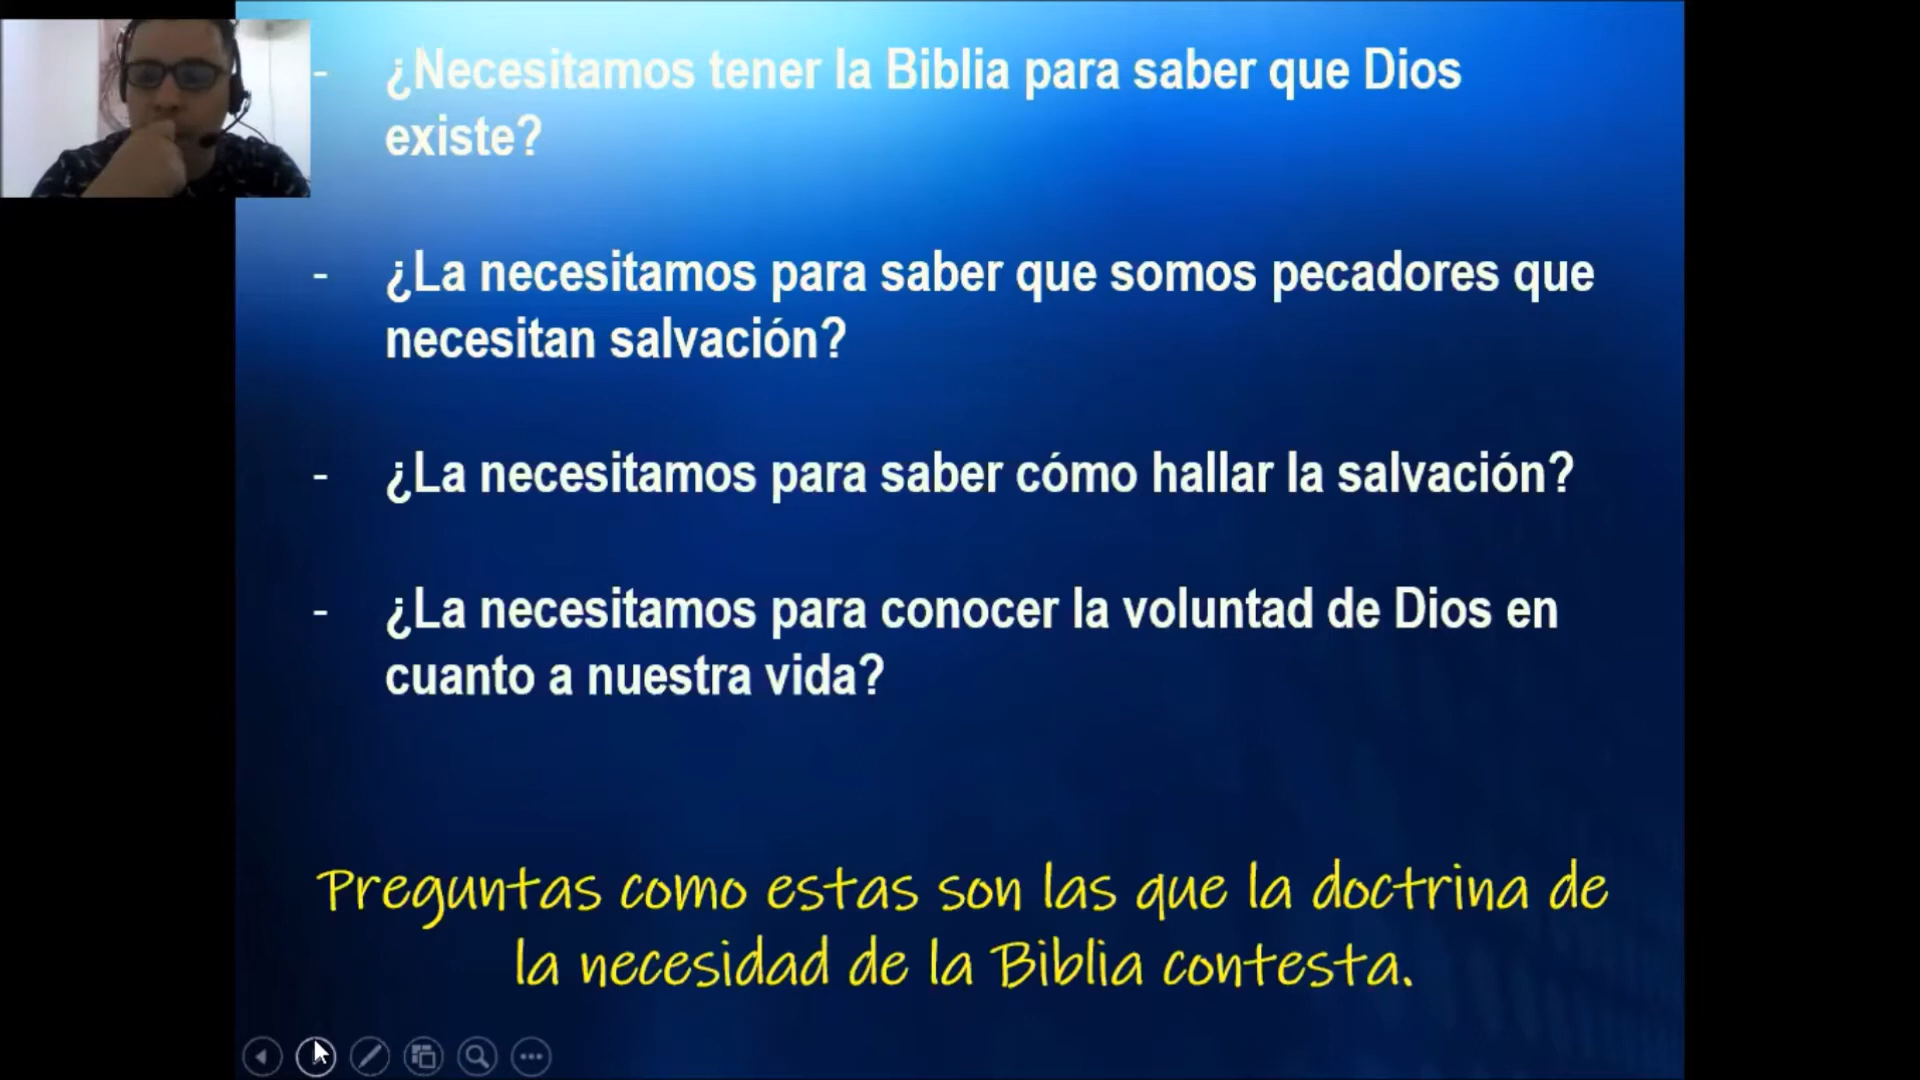 - ¿Necesitamos tener la Biblia para saber que Dios
existe?
- ¿La necesitamos para saber que somos pecadores que
necesitan salvación?
- ¿La necesitamos para saber cómo hallar la salvación?
- ¿La necesitamos para conocer la voluntad de Dios en
cuanto a nuestra vida?
Preguntas como estas son las que la doctrina de
la necesidad de la Biblia contesta.